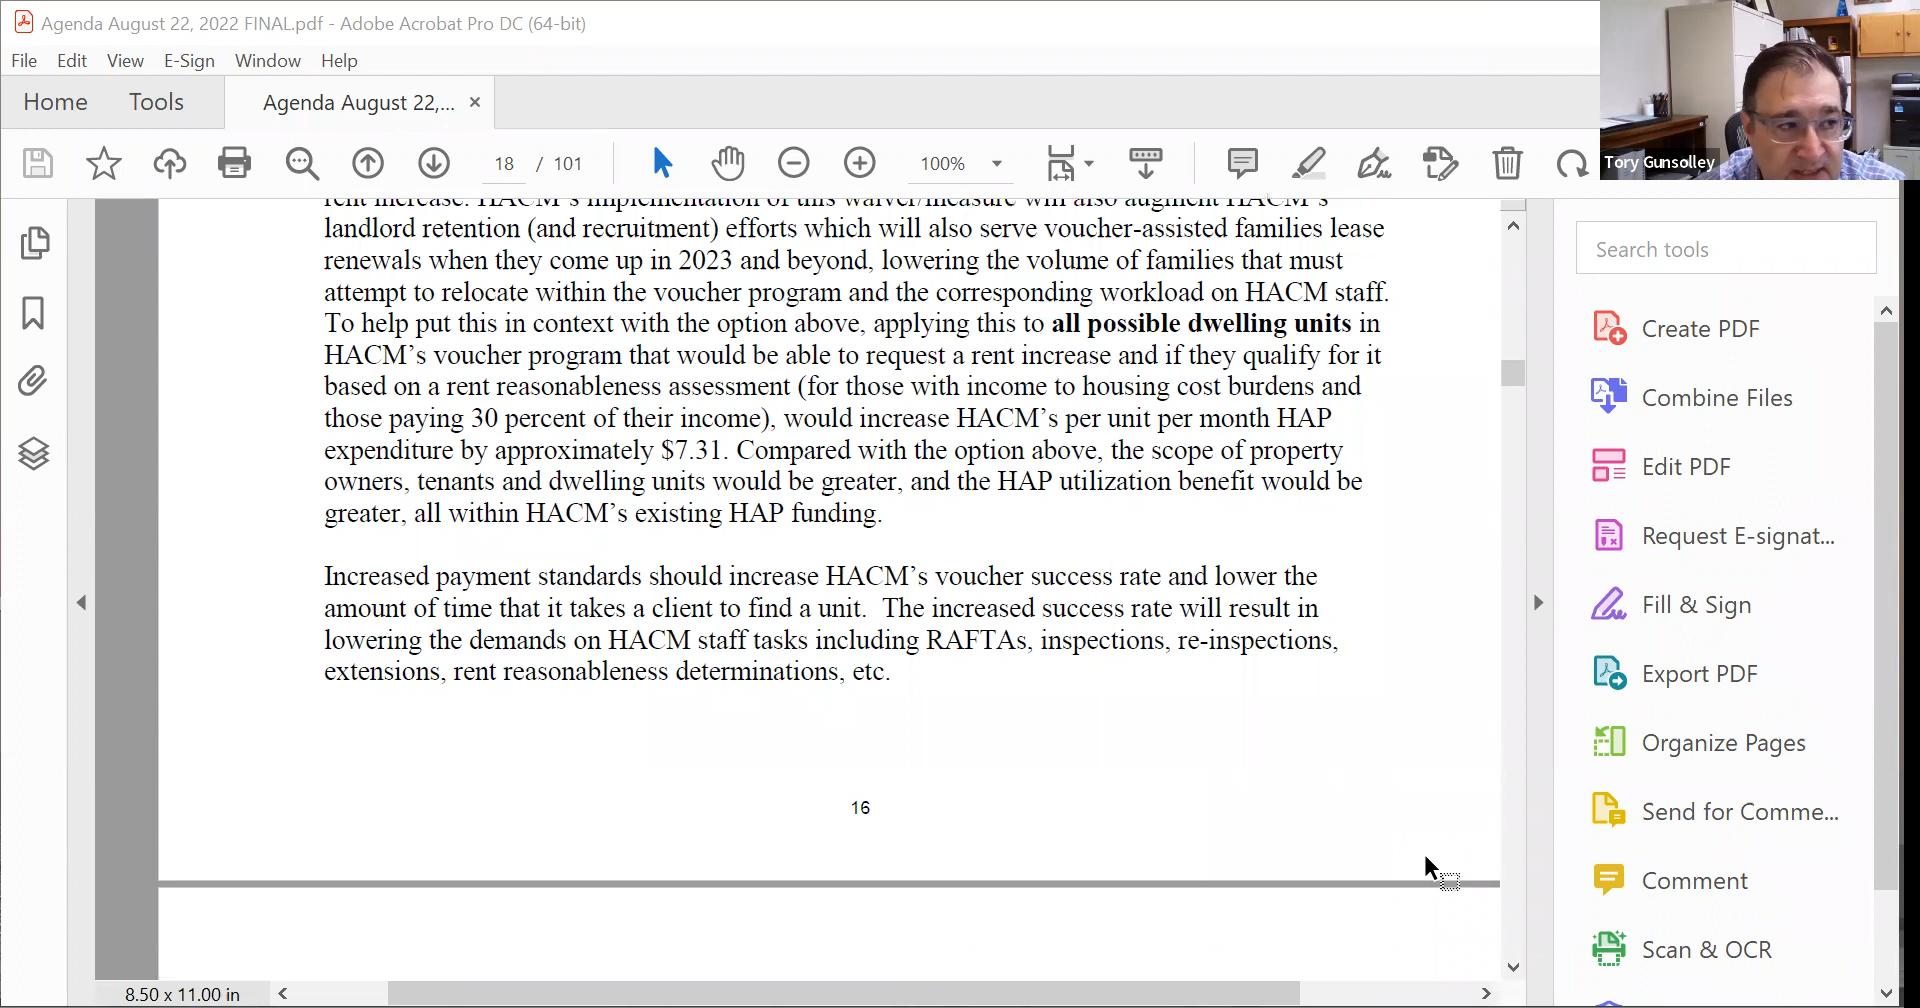 Agenda August 22, 2022 FINAL.pdf - Adobe Acrobat Pro DC (64-bit)
File Edit View E-Sign Window Help
Home Tools Agenda August 22,... ×
18 / 101 100%
Tory Gunsolley
rent increase. HACM's implementation of this waiver/measure will also augment HACM's
landlord retention (and recruitment) efforts which will also serve voucher-assisted families lease
renewals when they come up in 2023 and beyond, lowering the volume of families that must
attempt to relocate within the voucher program and the corresponding workload on HACM staff.
To help put this in context with the option above, applying this to all possible dwelling units in
HACM's voucher program that would be able to request a rent increase and if they qualify for it
based on a rent reasonableness assessment (for those with income to housing cost burdens and
those paying 30 percent of their income), would increase HACM's per unit per month HAP
expenditure by approximately $7.31. Compared with the option above, the scope of property
owners, tenants and dwelling units would be greater, and the HAP utilization benefit would be
greater, all within HACM's existing HAP funding.
Increased payment standards should increase HACM's voucher success rate and lower the
amount of time that it takes a client to find a unit.  The increased success rate will result in
lowering the demands on HACM staff tasks including RAFTAs, inspections, re-inspections,
extensions, rent reasonableness determinations, etc.
16
8.50 x 11.00 in
Search tools
Create PDF
Combine Files
Edit PDF
Request E-signat...
Fill & Sign
Export PDF
Organize Pages
Send for Comme...
Comment
Scan & OCR